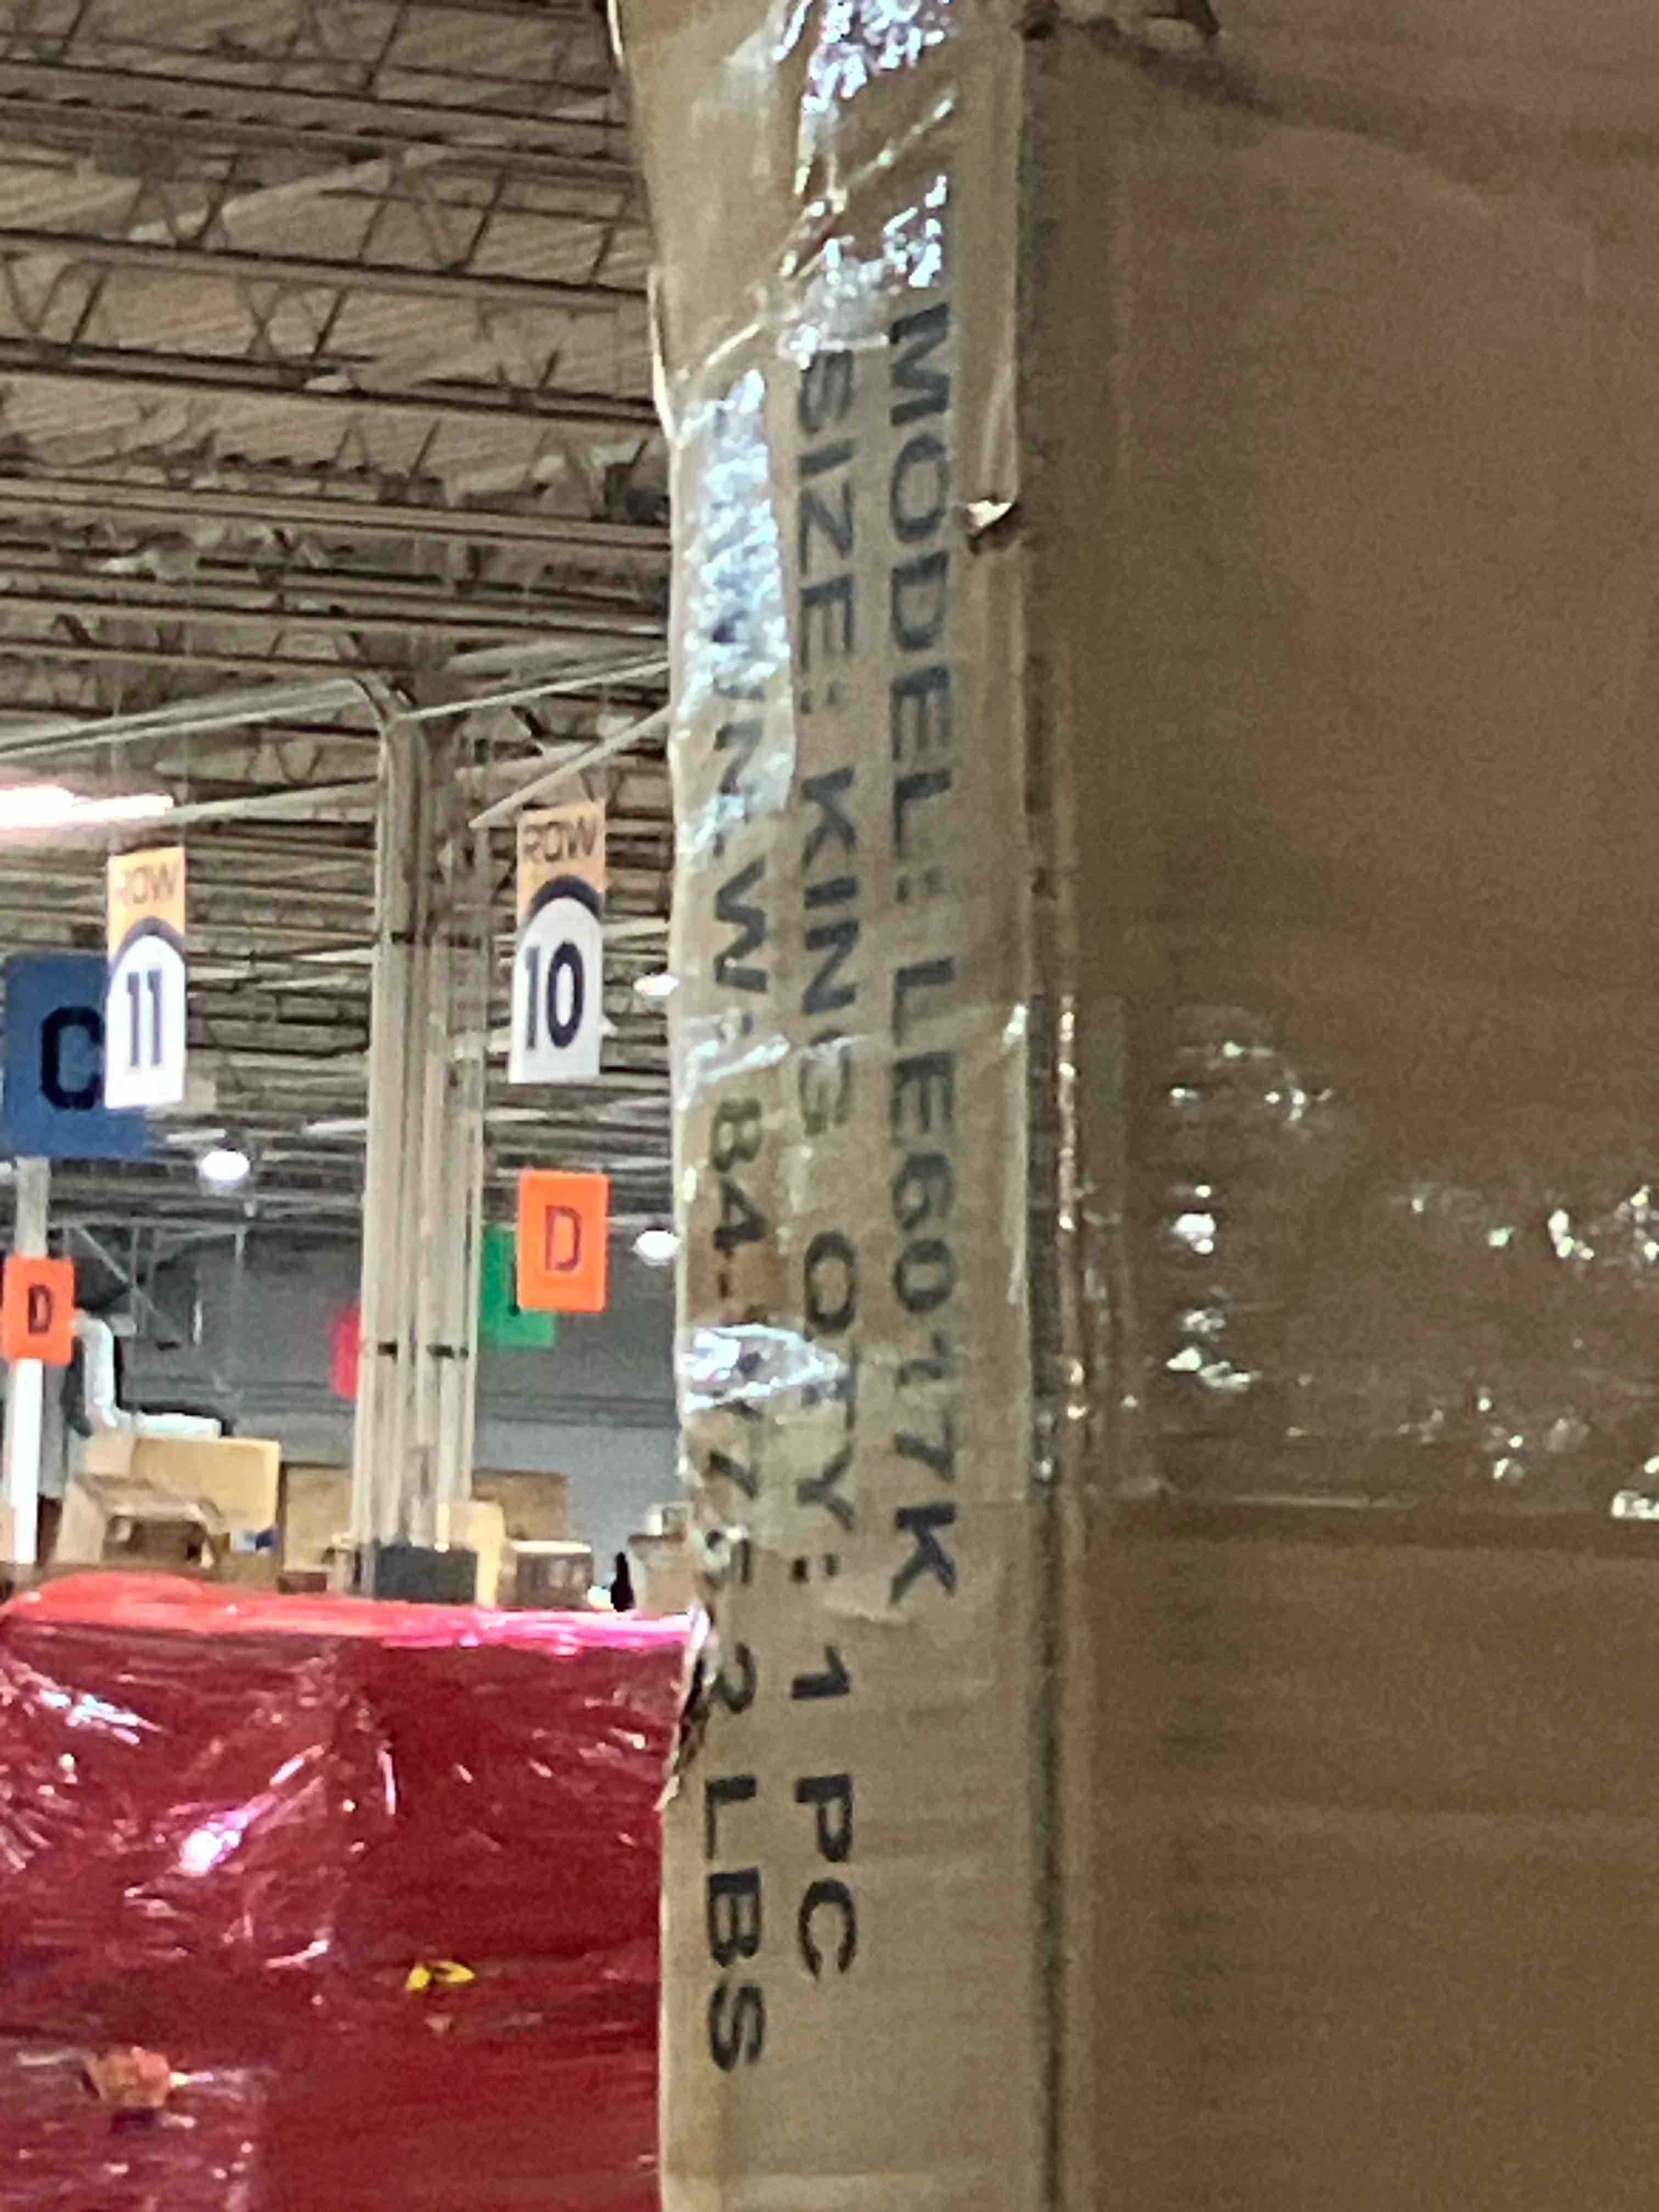 MODEL: LE6017K
SIZE: KING QTY: 1 PC
LBS
ROW
11
ROW
10
C
D
D